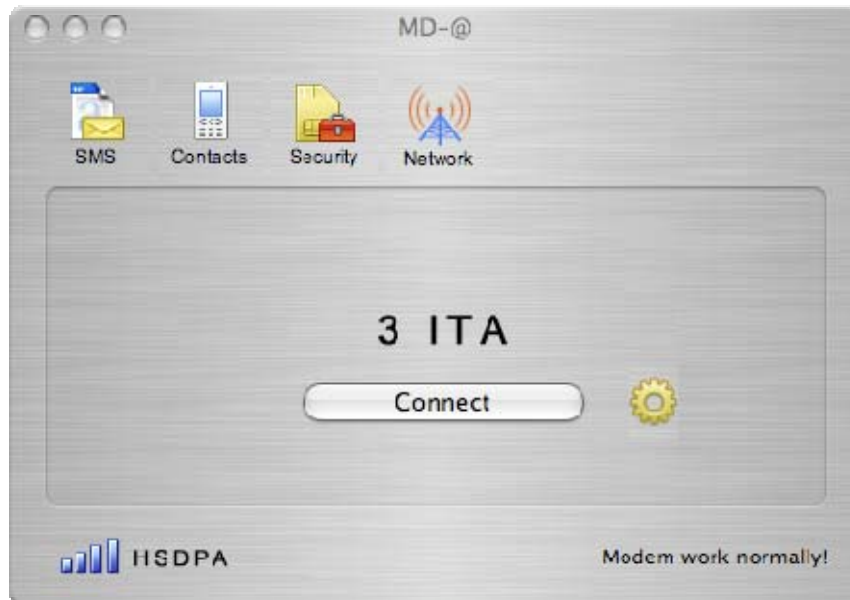 MD-@
SMS Contacts Security Network
3 ITA
Connect
HSDPA Modem work normally!